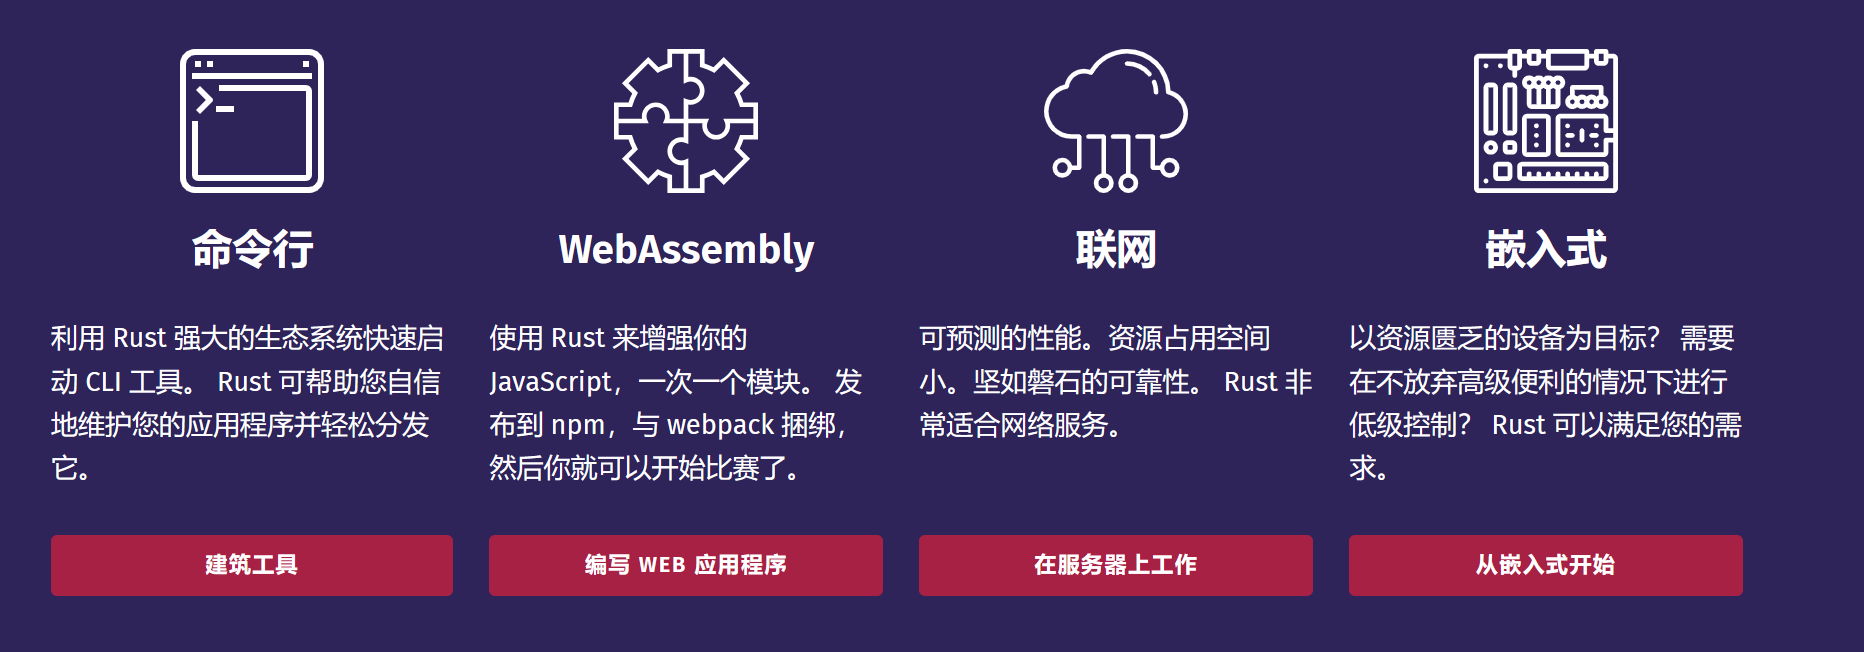 命令行
利用 Rust 强大的生态系统快速启
动 CLI 工具。 Rust 可帮助您自信
地维护您的应用程序并轻松分发
它。
建筑工具
WebAssembly
使用 Rust 来增强你的
JavaScript，一次一个模块。 发
布到 npm，与 webpack 捆绑，
然后你就可以开始比赛了。
编写 WEB 应用程序
联网
可预测的性能。资源占用空间
小。坚如磐石的可靠性。 Rust 非
常适合网络服务。
在服务器上工作
嵌入式
以资源匮乏的设备为目标？ 需要
在不放弃高级便利的情况下进行
低级控制？ Rust 可以满足您的需
求。
从嵌入式开始